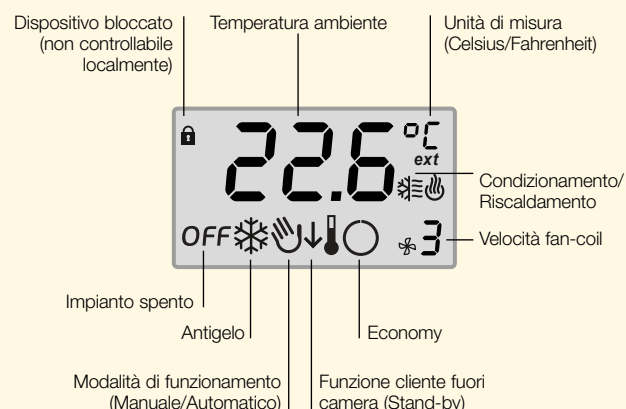 Dispositivo bloccato
(non controllabile
localmente)
Temperatura ambiente
Unità di misura
(Celsius/Fahrenheit)
22.6 °C
ext
Condizionamento/
Riscaldamento
OFF
3
Velocità fan-coil
Impianto spento
Antigelo
Economy
Modalità di funzionamento
(Manuale/Automatico)
Funzione cliente fuori
camera (Stand-by)